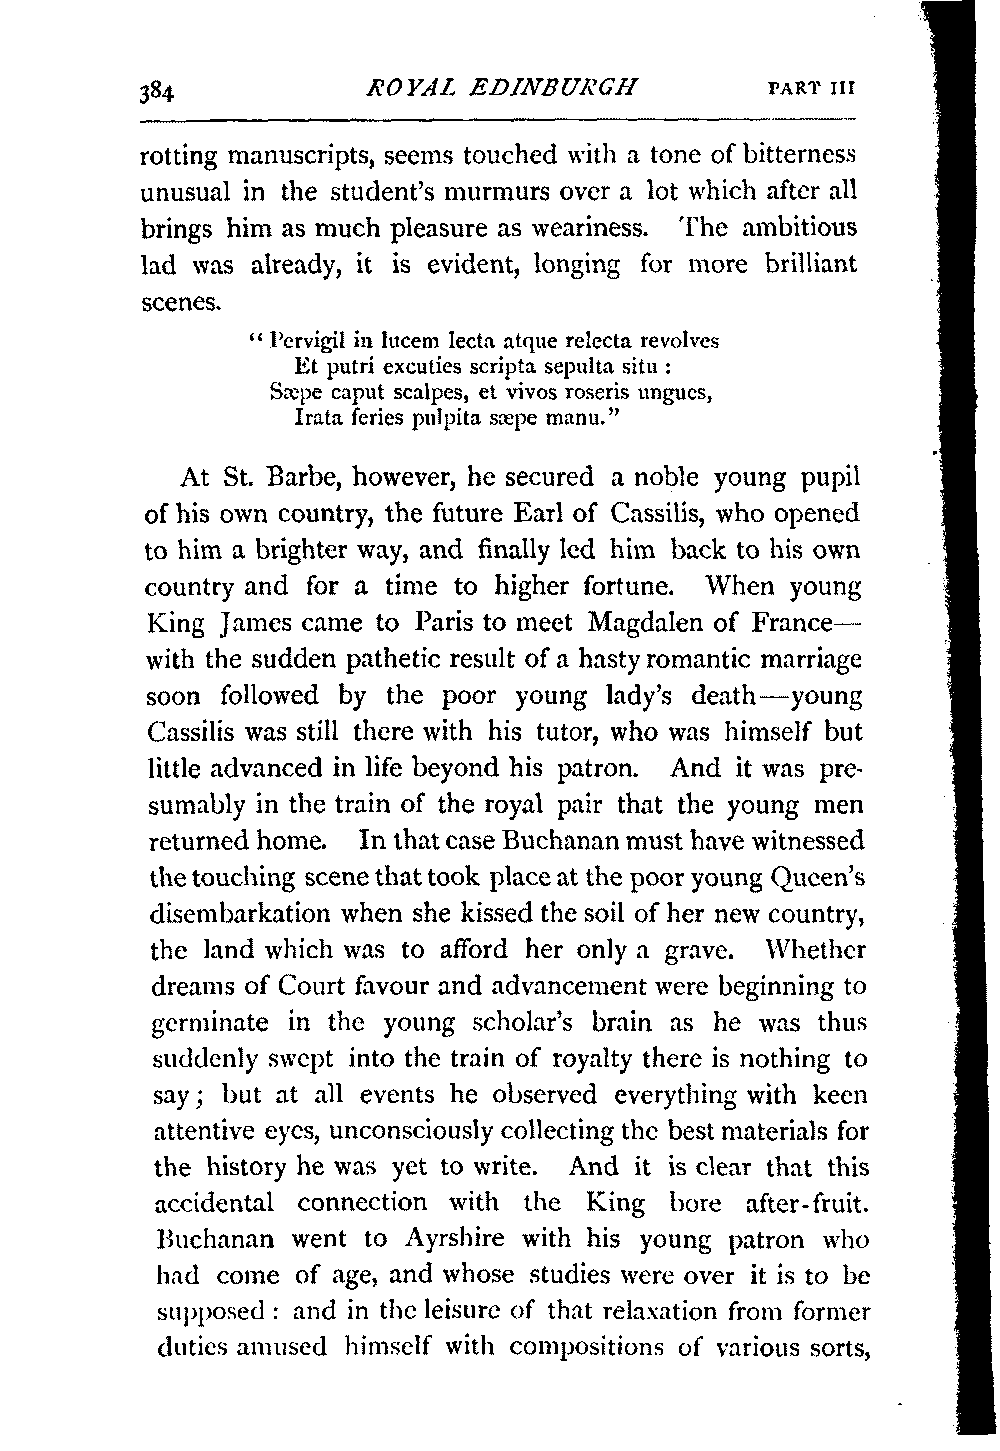 384 ROYAL EDINBURGH PART III
rotting manuscripts, seems touched with a tone of bitterness
unusual in the student's murmurs over a lot which after all
brings him as much pleasure as weariness. The ambitious
lad was already, it is evident, longing for more brilliant
scenes.
“ Pervigil in lucem lecta atque relecta revolves
Et putri excuties scripta sepulta situ :
Sæpe caput scalpes, et vivos roseris ungues,
Irata feries pulpita sæpe manu.”
At St. Barbe, however, he secured a noble young pupil
of his own country, the future Earl of Cassilis, who opened
to him a brighter way, and finally led him back to his own
country and for a time to higher fortune. When young
King James came to Paris to meet Magdalen of France—
with the sudden pathetic result of a hasty romantic marriage
soon followed by the poor young lady's death—young
Cassilis was still there with his tutor, who was himself but
little advanced in life beyond his patron. And it was pre-
sumably in the train of the royal pair that the young men
returned home. In that case Buchanan must have witnessed
the touching scene that took place at the poor young Queen's
disembarkation when she kissed the soil of her new country,
the land which was to afford her only a grave. Whether
dreams of Court favour and advancement were beginning to
germinate in the young scholar's brain as he was thus
suddenly swept into the train of royalty there is nothing to
say ; but at all events he observed everything with keen
attentive eyes, unconsciously collecting the best materials for
the history he was yet to write. And it is clear that this
accidental connection with the King bore after-fruit.
Buchanan went to Ayrshire with his young patron who
had come of age, and whose studies were over it is to be
supposed : and in the leisure of that relaxation from former
duties amused himself with compositions of various sorts,